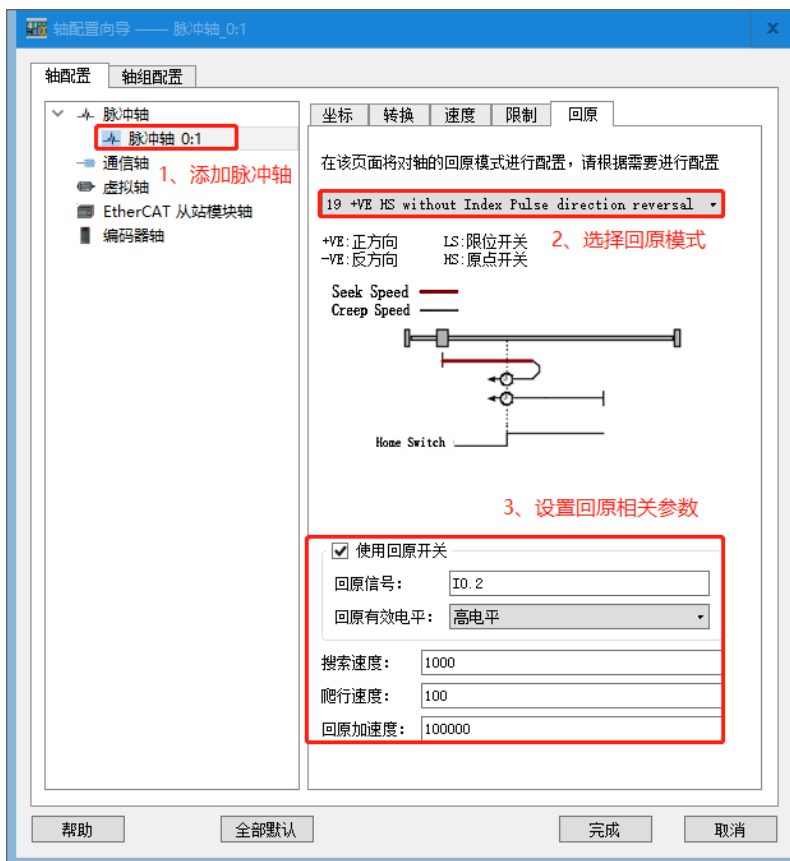 轴配置向导 —— 脉冲轴_0:1
轴配置
轴组配置
脉冲轴
脉冲轴 0:1
通信轴
虚拟轴
EtherCAT 从站模块轴
编码器轴
1、添加脉冲轴
坐标
转换
速度
限制
回原
在该页面将对轴的回原模式进行配置，请根据需要进行配置
19 +VE HS without Index Pulse direction reversal
+VE:正方向 LS:限位开关
-VE:反方向 HS:原点开关
2、选择回原模式
Seek Speed
Creep Speed
Home Switch
3、设置回原相关参数
使用回原开关
回原信号： I0.2
回原有效电平： 高电平
搜索速度： 1000
爬行速度： 100
回原加速度： 100000
帮助
全部默认
完成
取消